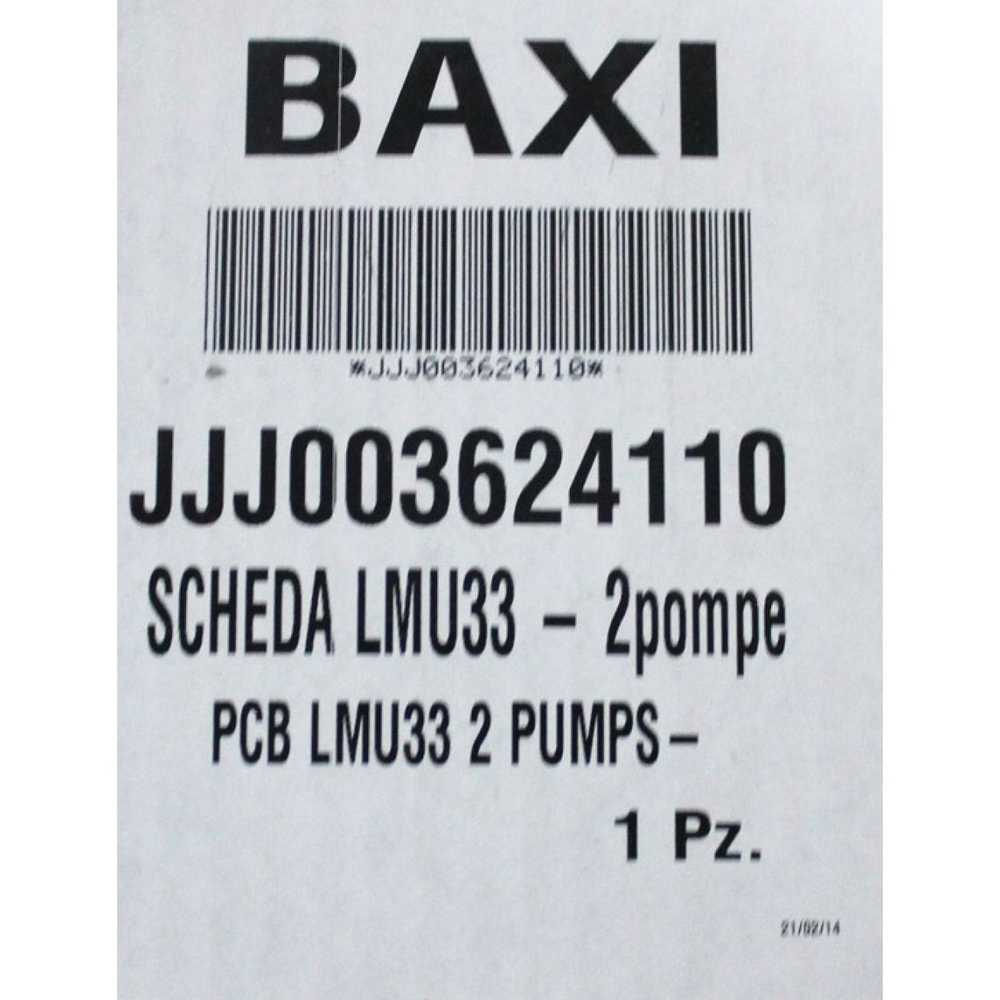 BAXI
*JJJ003624110*
JJJ003624110
SCHEDA LMU33 – 2pompe
PCB LMU33 2 PUMPS–
1 Pz.
21/02/14